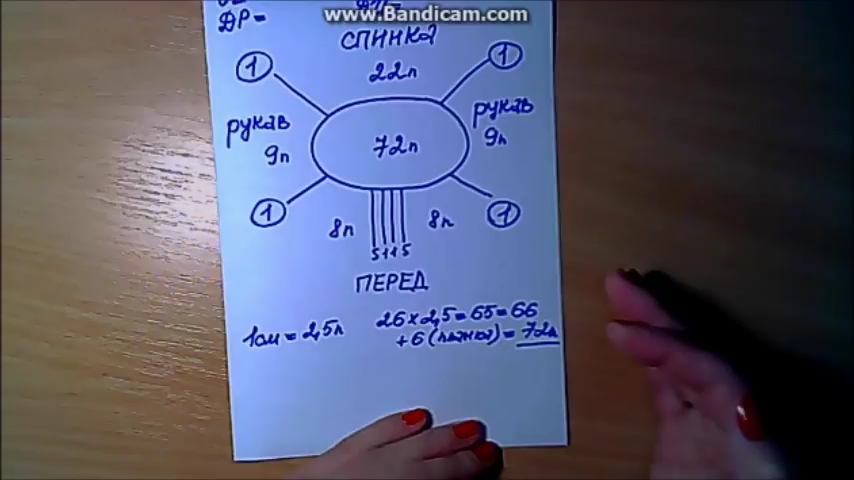 www.Bandicam.com
ДР=
СПИНКА
1
22п
1
рукав
9п
72п
рукав
9п
1
1
8п
8п
5115
ПЕРЕД
1см = 2,5п
26 x 2,5 = 65 = 66
+ 6 (планка) = 72п